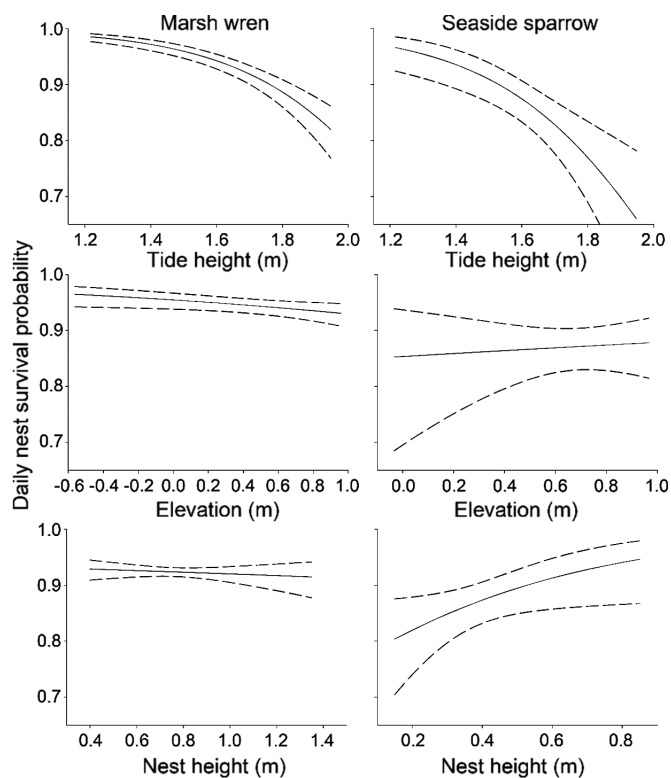 Marsh wren Seaside sparrow
Daily nest survival probability
1.0
0.9
0.8
0.7
1.2 1.4 1.6 1.8 2.0 1.2 1.4 1.6 1.8 2.0
Tide height (m) Tide height (m)
1.0
0.9
0.8
0.7
-0.6 -0.4 -0.2 0.0 0.2 0.4 0.6 0.8 1.0 0.0 0.2 0.4 0.6 0.8 1.0
Elevation (m) Elevation (m)
1.0
0.9
0.8
0.7
0.4 0.6 0.8 1.0 1.2 1.4 0.2 0.4 0.6 0.8
Nest height (m) Nest height (m)